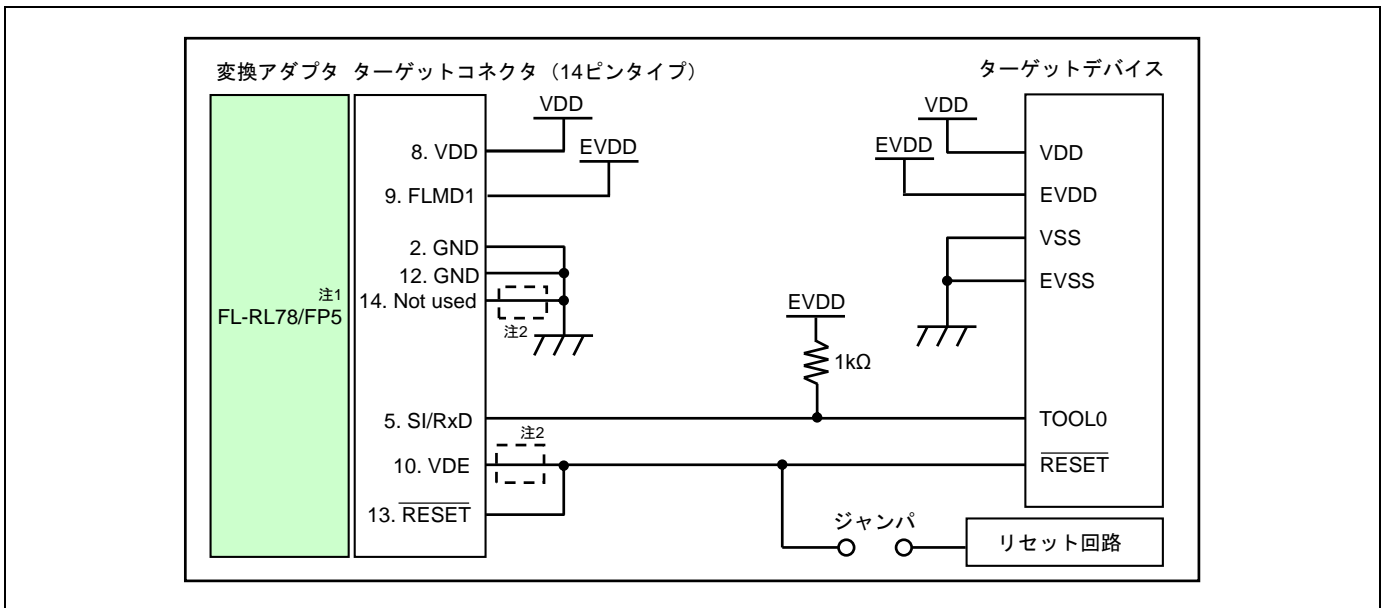 変換アダプタ ターゲットコネクタ（14ピンタイプ）
ターゲットデバイス
VDD
EVDD
8. VDD
9. FLMD1
2. GND
12. GND
14. Not used
注2
注1
FL-RL78/FP5
5. SI/RxD
注2
10. VDE
13. RESET
EVDD
1kΩ
VDD
EVDD
VDD
EVDD
VSS
EVSS
TOOL0
RESET
ジャンパ
リセット回路